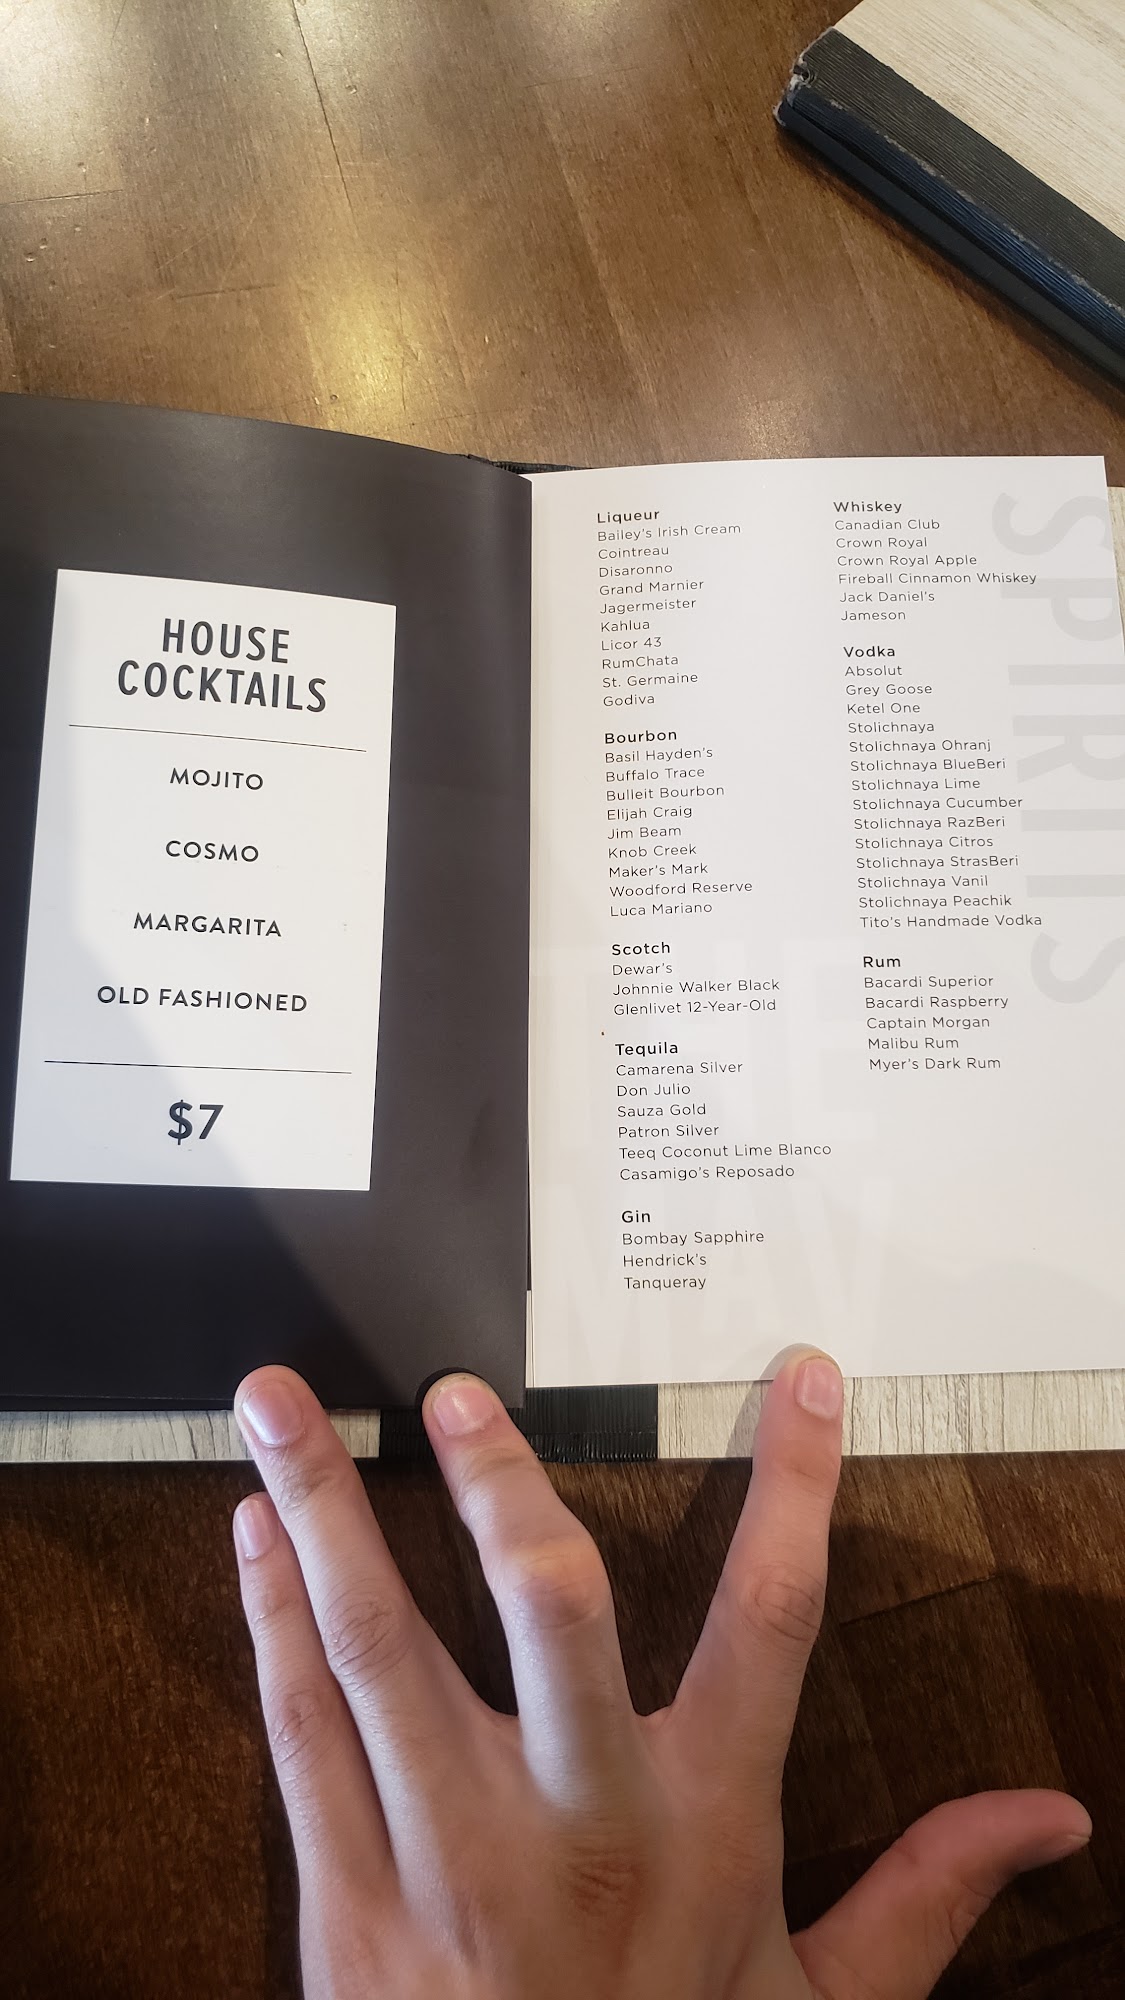 HOUSE
COCKTAILS
MOJITO
COSMO
MARGARITA
OLD FASHIONED
$7
Liqueur
Bailey's Irish Cream
Cointreau
Disaronno
Grand Marnier
Jagermeister
Kahlua
Licor 43
RumChata
St. Germaine
Godiva
Bourbon
Basil Hayden's
Buffalo Trace
Bulleit Bourbon
Elijah Craig
Jim Beam
Knob Creek
Maker's Mark
Woodford Reserve
Luca Mariano
Scotch
Dewar's
Johnnie Walker Black
Glenlivet 12-Year-Old
Tequila
Camarena Silver
Don Julio
Sauza Gold
Patron Silver
Teeq Coconut Lime Blanco
Casamigo's Reposado
Gin
Bombay Sapphire
Hendrick's
Tanqueray
Whiskey
Canadian Club
Crown Royal
Crown Royal Apple
Fireball Cinnamon Whiskey
Jack Daniel's
Jameson
Vodka
Absolut
Grey Goose
Ketel One
Stolichnaya
Stolichnaya Ohranj
Stolichnaya BlueBeri
Stolichnaya Lime
Stolichnaya Cucumber
Stolichnaya RazBeri
Stolichnaya Citros
Stolichnaya StrasBeri
Stolichnaya Vanil
Stolichnaya Peachik
Tito's Handmade Vodka
Rum
Bacardi Superior
Bacardi Raspberry
Captain Morgan
Malibu Rum
Myer's Dark Rum
SPIRITS